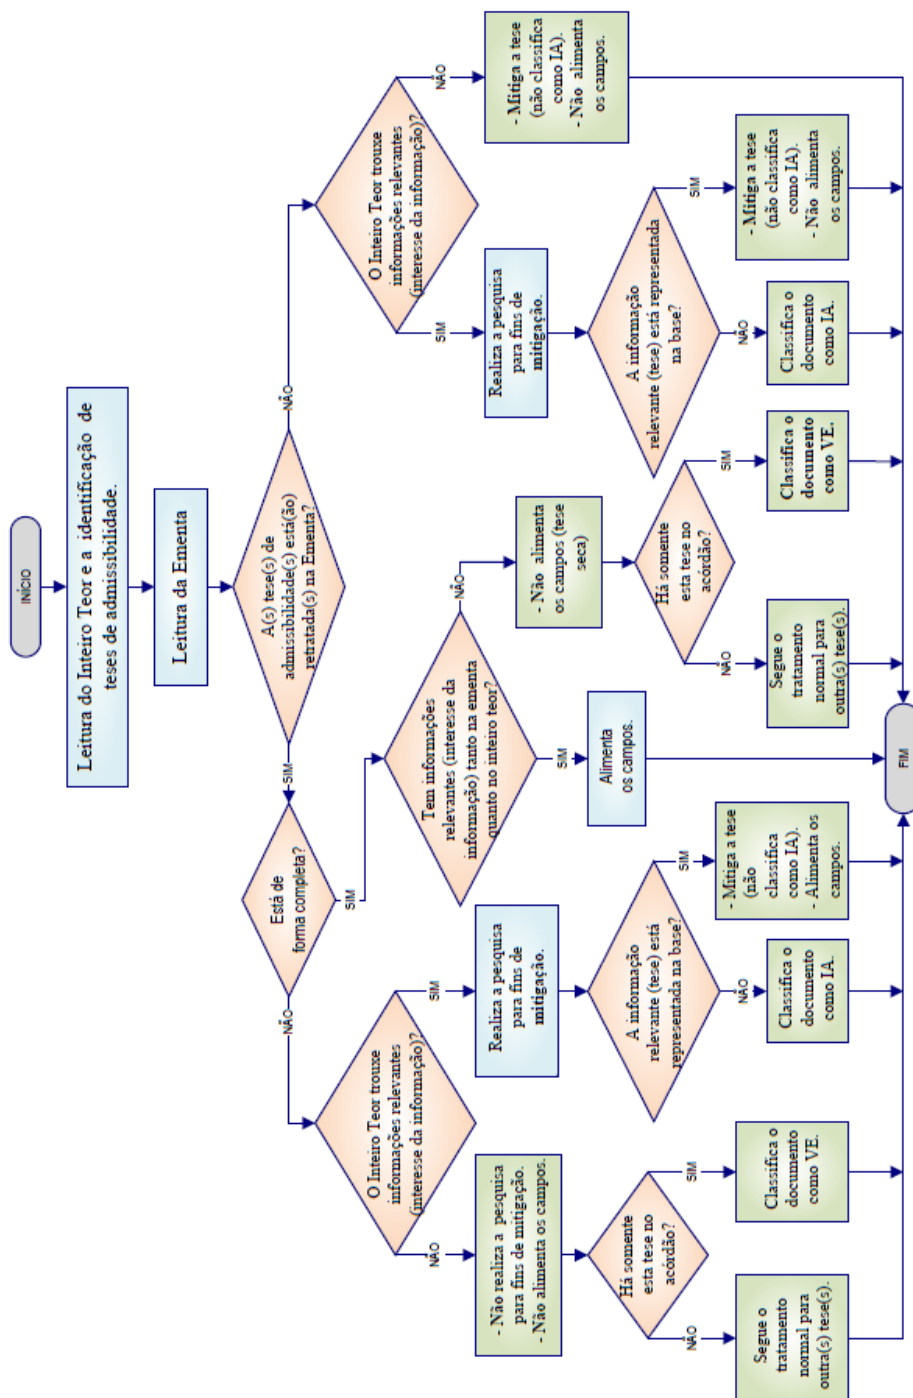 INÍCIO
Leitura do Inteiro Teor e a identificação de
teses de admissibilidade.
Leitura da Ementa
A(s) tese(s) de
admissibilidade(s) está(ão)
retratada(s) na Ementa?
SIM
NÃO
Está de
forma completa?
NÃO
SIM
O Inteiro Teor trouxe
informações relevantes
(interesse da informação)?
NÃO
SIM
- Não realiza a pesquisa
para fins de mitigação.
- Não alimenta os campos.
Há somente
esta tese no
acórdão?
NÃO
SIM
Segue o
tratamento
normal para
outra(s) tese(s).
Classifica o
documento
como VE.
Realiza a pesquisa
para fins de
mitigação.
A informação
relevante (tese) está
representada na base?
NÃO
SIM
Classifica o
documento
como IA.
- Mitiga a tese
(não
classifica
como IA).
- Alimenta os
campos.
Tem informações
relevantes (interesse da
informação) tanto na ementa
quanto no inteiro teor?
SIM
NÃO
Alimenta
os campos.
- Não alimenta
os campos (tese
seca)
Há somente
esta tese no
acórdão?
NÃO
SIM
Segue o
tratamento
normal para
outra(s) tese(s).
Classifica o
documento
como VE.
O Inteiro Teor trouxe
informações relevantes
(interesse da informação)?
SIM
NÃO
Realiza a pesquisa
para fins de
mitigação.
A informação
relevante (tese) está representada
na base?
NÃO
SIM
Classifica o
documento
como IA.
- Mitiga a tese
(não classifica
como IA).
- Não alimenta
os campos.
- Mitiga a tese
(não classifica
como IA).
- Não alimenta
os campos.
FIM